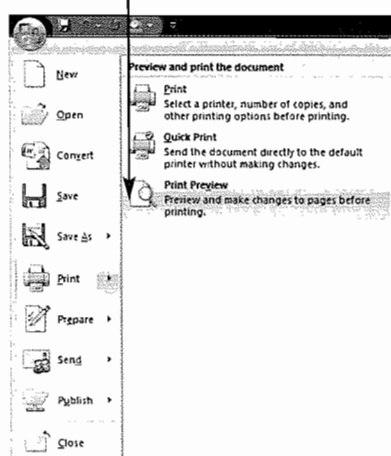 New
Open
Convert
Save
Save As
Print
Prepare
Send
Publish
Close
Preview and print the document
Print
Select a printer, number of copies, and
other printing options before printing.
Quick Print
Send the document directly to the default
printer without making changes.
Print Preview
Preview and make changes to pages before
printing.